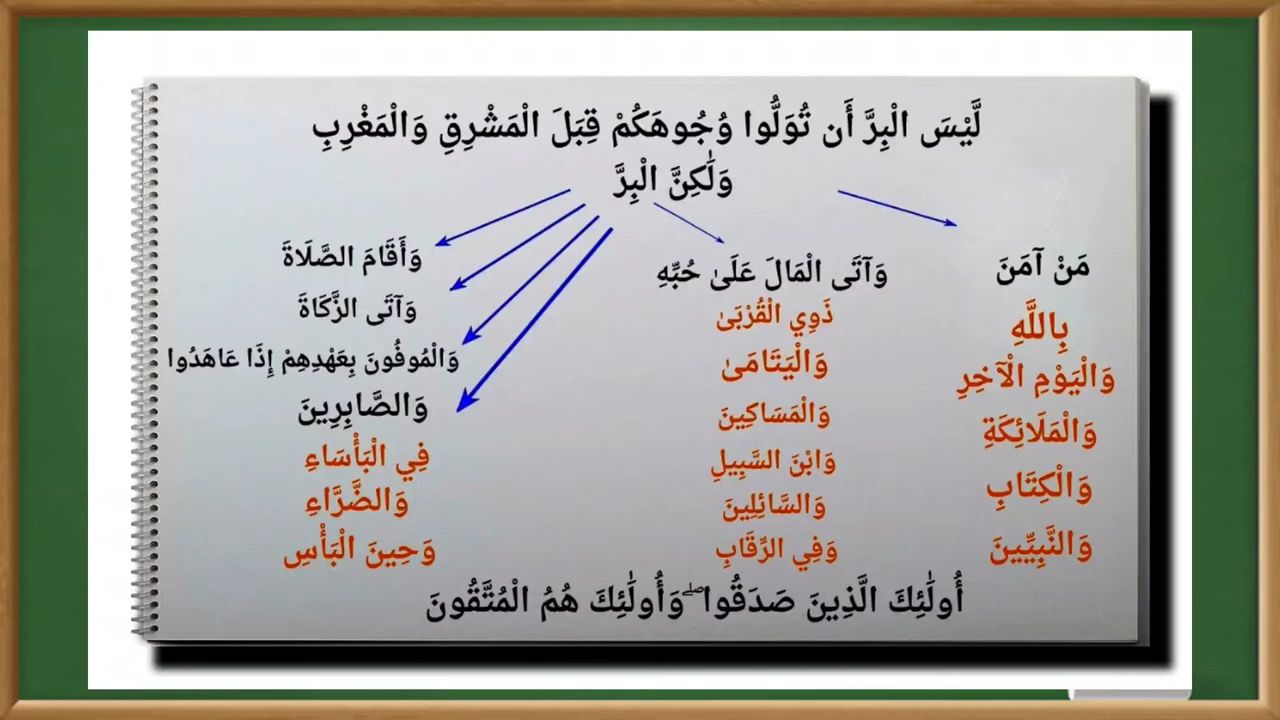 لَّيْسَ الْبِرَّ أَن تُوَلُّوا وُجُوهَكُمْ قِبَلَ الْمَشْرِقِ وَالْمَغْرِبِ
وَلَٰكِنَّ الْبِرَّ
مَنْ آمَنَ
بِاللَّهِ
وَالْيَوْمِ الْآخِرِ
وَالْمَلَائِكَةِ
وَالْكِتَابِ
وَالنَّبِيِّينَ
وَآتَى الْمَالَ عَلَىٰ حُبِّهِ
ذَوِي الْقُرْبَىٰ
وَالْيَتَامَىٰ
وَالْمَسَاكِينَ
وَابْنَ السَّبِيلِ
وَالسَّائِلِينَ
وَفِي الرِّقَابِ
وَأَقَامَ الصَّلَاةَ
وَآتَى الزَّكَاةَ
وَالْمُوفُونَ بِعَهْدِهِمْ إِذَا عَاهَدُوا
وَالصَّابِرِينَ
فِي الْبَأْسَاءِ
وَالضَّرَّاءِ
وَحِينَ الْبَأْسِ
أُولَٰئِكَ الَّذِينَ صَدَقُوا ۖ وَأُولَٰئِكَ هُمُ الْمُتَّقُونَ